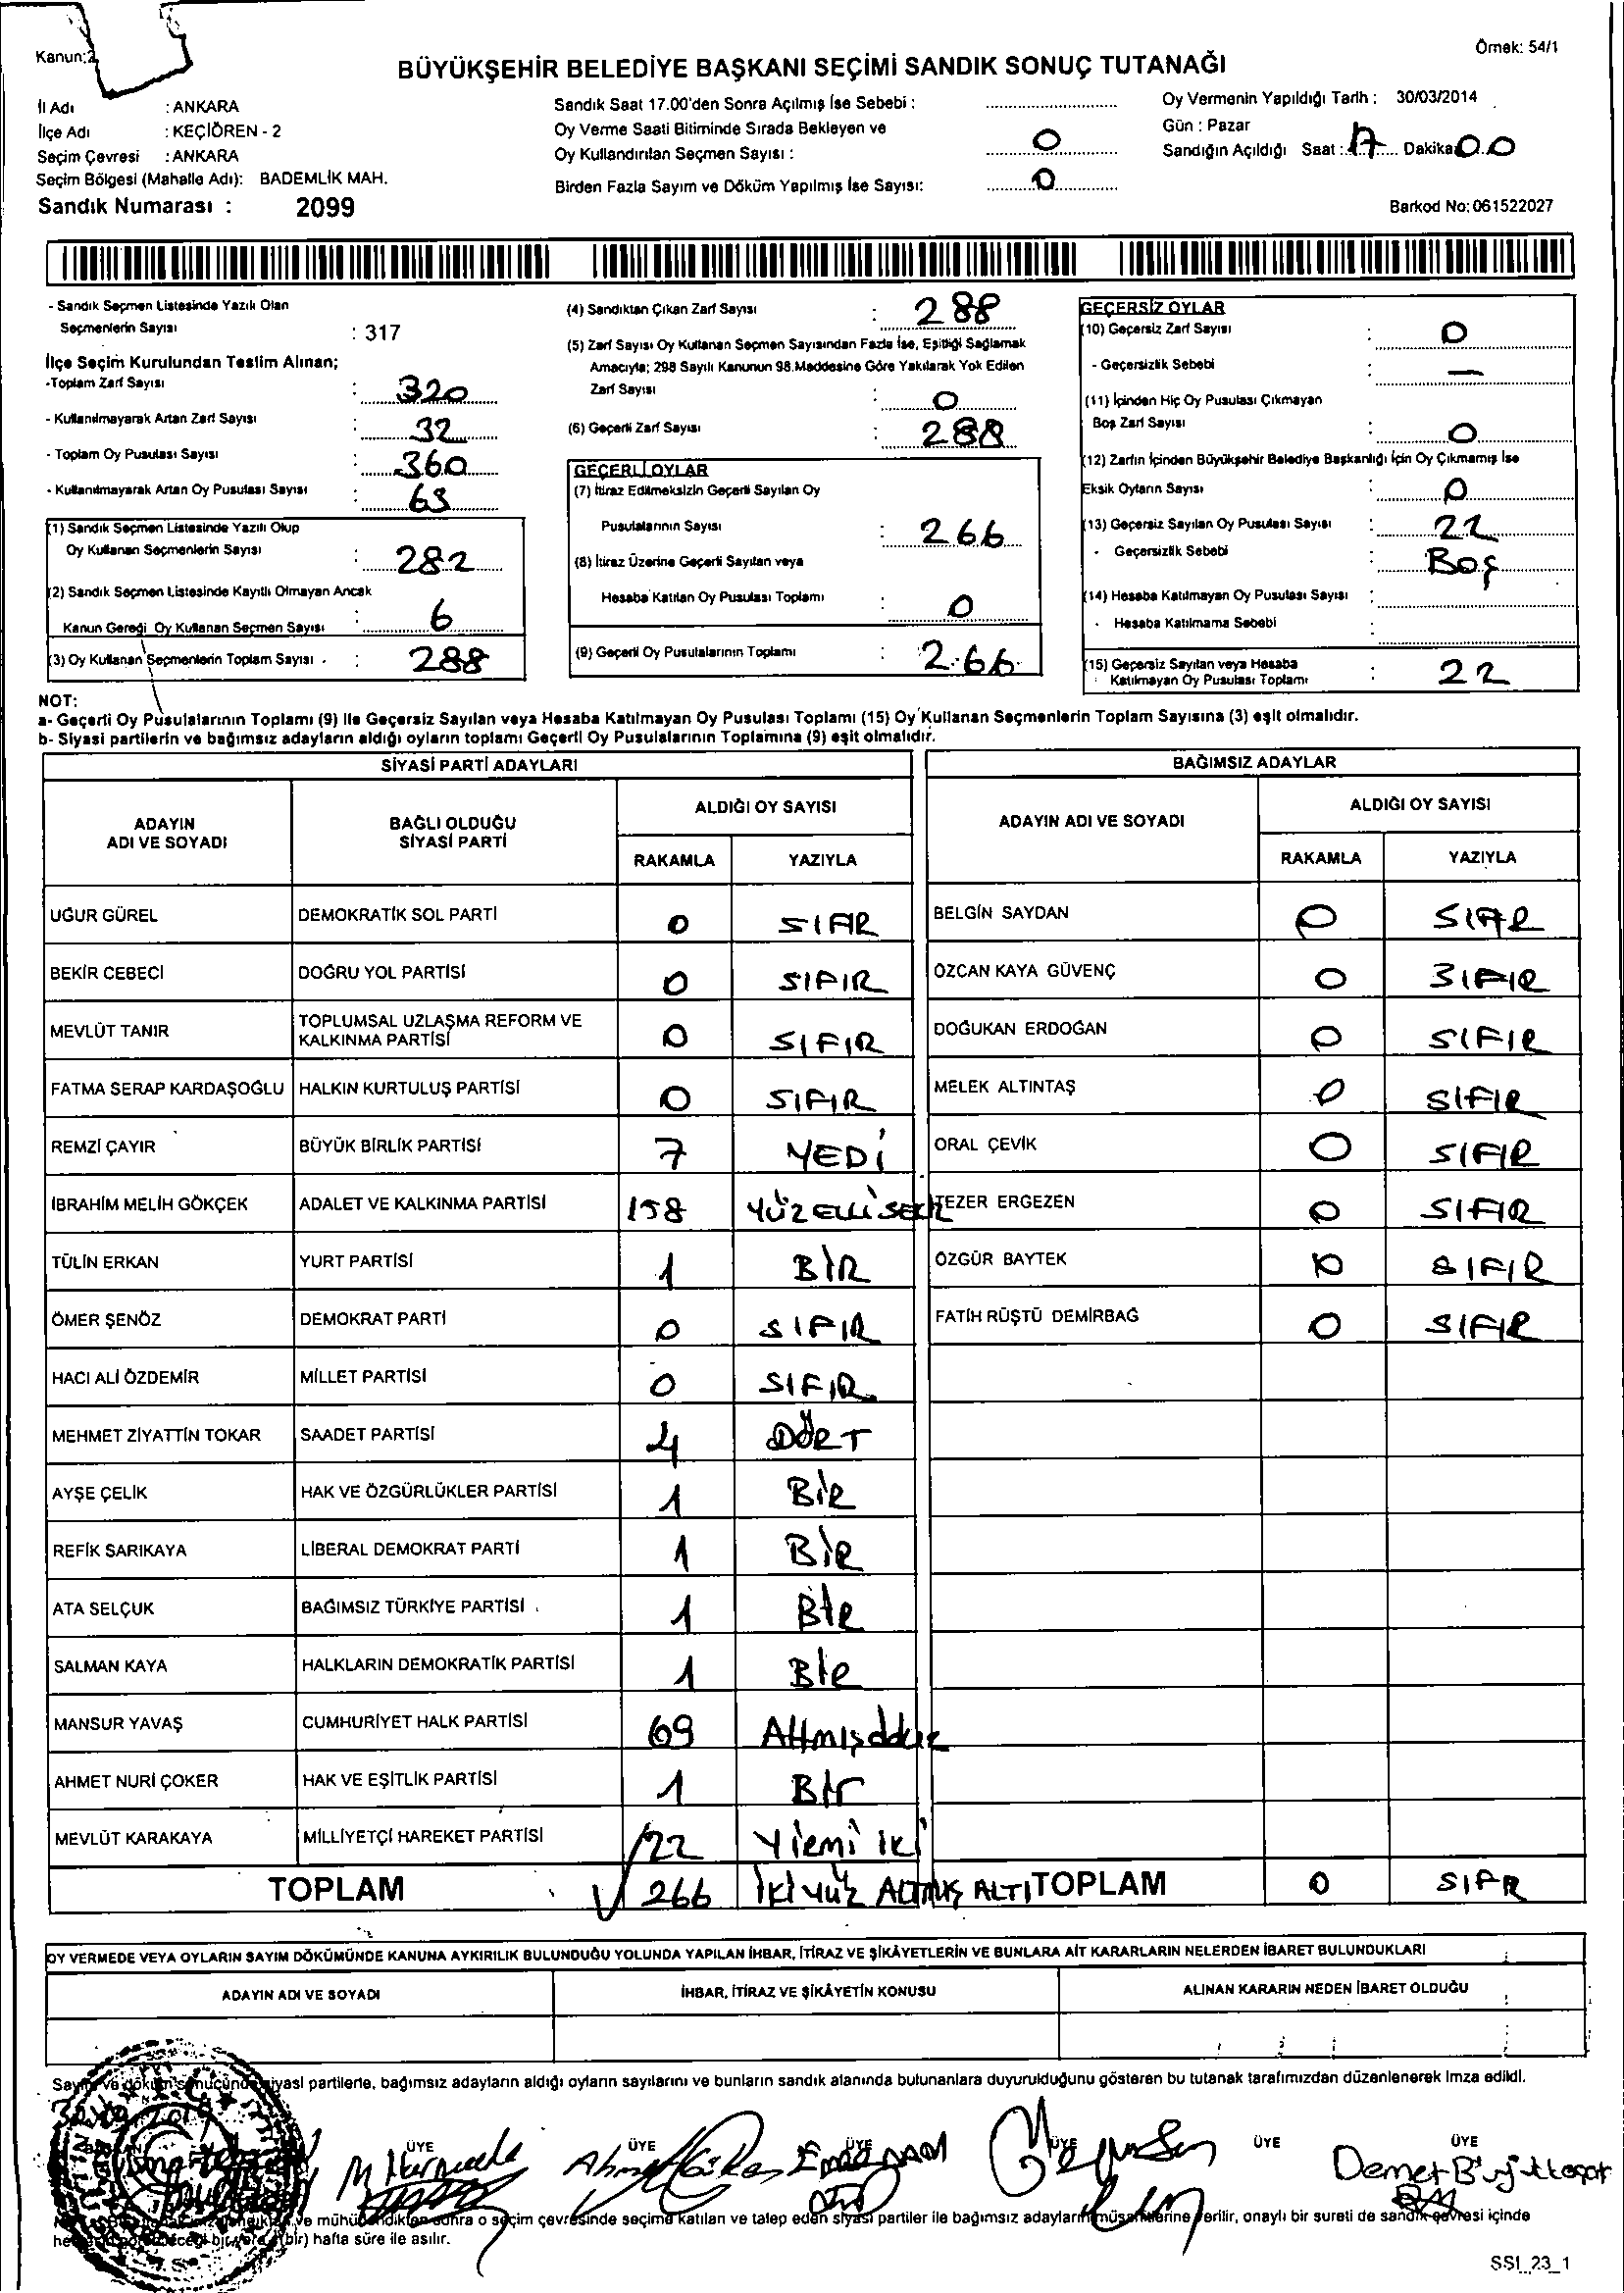 Kanun:2
Örnek: 54/1
BÜYÜKŞEHİR BELEDİYE BAŞKANI SEÇİMİ SANDIK SONUÇ TUTANAĞI
İl Adı : ANKARA
İlçe Adı : KEÇİÖREN - 2
Seçim Çevresi : ANKARA
Seçim Bölgesi (Mahalle Adı): BADEMLİK MAH.
Sandık Numarası : 2099
Sandık Saat 17.00'den Sonra Açılmış İse Sebebi :
Oy Verme Saati Bitiminde Sırada Bekleyen ve
Oy Kullandırılan Seçmen Sayısı : 0
Birden Fazla Sayım ve Döküm Yapılmış İse Sayısı: 0
Oy Vermenin Yapıldığı Tarih : 30/03/2014
Gün : Pazar
Sandığın Açıldığı Saat : 17 Dakika 00
Barkod No: 061522027
- Sandık Seçmen Listesinde Yazılı Olan
Seçmenlerin Sayısı : 317
İlçe Seçim Kurulundan Teslim Alınan;
-Toplam Zarf Sayısı : 320
- Kullanılmayarak Artan Zarf Sayısı : 32
- Toplam Oy Pusulası Sayısı : 360
- Kullanılmayarak Artan Oy Pusulası Sayısı : 63
(1) Sandık Seçmen Listesinde Yazılı Olup
Oy Kullanan Seçmenlerin Sayısı : 282
(2) Sandık Seçmen Listesinde Kayıtlı Olmayan Ancak
Kanun Gereği Oy Kullanan Seçmen Sayısı : 6
(3) Oy Kullanan Seçmenlerin Toplam Sayısı : 288
(4) Sandıktan Çıkan Zarf Sayısı : 288
(5) Zarf Sayısı Oy Kullanan Seçmen Sayısından Fazla İse, Eşitliği Sağlamak
Amacıyla; 298 Sayılı Kanunun 98.Maddesine Göre Yakılarak Yok Edilen
Zarf Sayısı : 0
(6) Geçerli Zarf Sayısı : 288
GEÇERLİ OYLAR
(7) İtiraz Edilmeksizin Geçerli Sayılan Oy
Pusulalarının Sayısı : 266
(8) İtiraz Üzerine Geçerli Sayılan veya
Hesaba Katılan Oy Pusulası Toplamı : 0
(9) Geçerli Oy Pusulalarının Toplamı : 266
GEÇERSİZ OYLAR
(10) Geçersiz Zarf Sayısı : 0
- Geçersizlik Sebebi : —
(11) İçinden Hiç Oy Pusulası Çıkmayan
Boş Zarf Sayısı : 0
(12) Zarfın İçinden Büyükşehir Belediye Başkanlığı İçin Oy Çıkmamış İse
Eksik Oyların Sayısı : 0
(13) Geçersiz Sayılan Oy Pusulası Sayısı : 22
- Geçersizlik Sebebi : Boş
(14) Hesaba Katılmayan Oy Pusulası Sayısı :
- Hesaba Katılmama Sebebi :
(15) Geçersiz Sayılan veya Hesaba
Katılmayan Oy Pusulası Toplamı : 22
NOT:
a- Geçerli Oy Pusulalarının Toplamı (9) İle Geçersiz Sayılan veya Hesaba Katılmayan Oy Pusulası Toplamı (15) Oy Kullanan Seçmenlerin Toplam Sayısına (3) eşit olmalıdır.
b- Siyasi partilerin ve bağımsız adayların aldığı oyların toplamı Geçerli Oy Pusulalarının Toplamına (9) eşit olmalıdır.
SİYASİ PARTİ ADAYLARI
ADAYIN ADI VE SOYADI BAĞLI OLDUĞU SİYASİ PARTİ ALDIĞI OY SAYISI
RAKAMLA YAZIYLA
UĞUR GÜREL DEMOKRATİK SOL PARTİ 0 SIFIR
BEKİR CEBECİ DOĞRU YOL PARTİSİ 0 SIFIR
MEVLÜT TANIR TOPLUMSAL UZLAŞMA REFORM VE KALKINMA PARTİSİ 0 SIFIR
FATMA SERAP KARDAŞOĞLU HALKIN KURTULUŞ PARTİSİ 0 SIFIR
REMZİ ÇAYIR BÜYÜK BİRLİK PARTİSİ 7 YEDİ
İBRAHİM MELİH GÖKÇEK ADALET VE KALKINMA PARTİSİ 158 YÜZELLİSEKİZ
TÜLİN ERKAN YURT PARTİSİ 1 BİR
ÖMER ŞENÖZ DEMOKRAT PARTİ 0 SIFIR
HACI ALİ ÖZDEMİR MİLLET PARTİSİ 0 SIFIR
MEHMET ZİYATTİN TOKAR SAADET PARTİSİ 4 DÖRT
AYŞE ÇELİK HAK VE ÖZGÜRLÜKLER PARTİSİ 1 BİR
REFİK SARIKAYA LİBERAL DEMOKRAT PARTİ 1 BİR
ATA SELÇUK BAĞIMSIZ TÜRKİYE PARTİSİ 1 BİR
SALMAN KAYA HALKLARIN DEMOKRATİK PARTİSİ 1 BİR
MANSUR YAVAŞ CUMHURİYET HALK PARTİSİ 69 Altmışdokuz
AHMET NURİ ÇOKER HAK VE EŞİTLİK PARTİSİ 1 Bir
MEVLÜT KARAKAYA MİLLİYETÇİ HAREKET PARTİSİ 22 Yirmi iki
TOPLAM 266 İKİ YÜZ ALTMIŞ ALTI
BAĞIMSIZ ADAYLAR
ADAYIN ADI VE SOYADI ALDIĞI OY SAYISI
RAKAMLA YAZIYLA
BELGİN SAYDAN 0 SIFIR
ÖZCAN KAYA GÜVENÇ 0 SIFIR
DOĞUKAN ERDOĞAN 0 SIFIR
MELEK ALTINTAŞ 0 SIFIR
ORAL ÇEVİK 0 SIFIR
TEZER ERGEZEN 0 SIFIR
ÖZGÜR BAYTEK 0 SIFIR
FATİH RÜŞTÜ DEMİRBAĞ 0 SIFIR
TOPLAM 0 SIFIR
OY VERMEDE VEYA OYLARIN SAYIM DÖKÜMÜNDE KANUNA AYKIRILIK BULUNDUĞU YOLUNDA YAPILAN İHBAR, İTİRAZ VE ŞİKÂYETLERİN VE BUNLARA AİT KARARLARIN NELERDEN İBARET BULUNDUKLARI
ADAYIN ADI VE SOYADI İHBAR, İTİRAZ VE ŞİKÂYETİN KONUSU ALINAN KARARIN NEDEN İBARET OLDUĞU
Sayım ve döküm sonucunda siyasi partilerle, bağımsız adayların aldığı oyların sayılarını ve bunların sandık alanında bulunanlara duyurulduğunu gösteren bu tutanak tarafımızdan düzenlenerek imza edildi.
ÜYE ÜYE ÜYE ÜYE ÜYE ÜYE
ve mühürlendikten sonra o seçim çevresinde seçime katılan ve talep eden siyasi partiler ile bağımsız adayların müşahitlerine verilir, onaylı bir sureti de sandık çevresi içinde
(bir) hafta süre ile asılır.
SSI_23_1